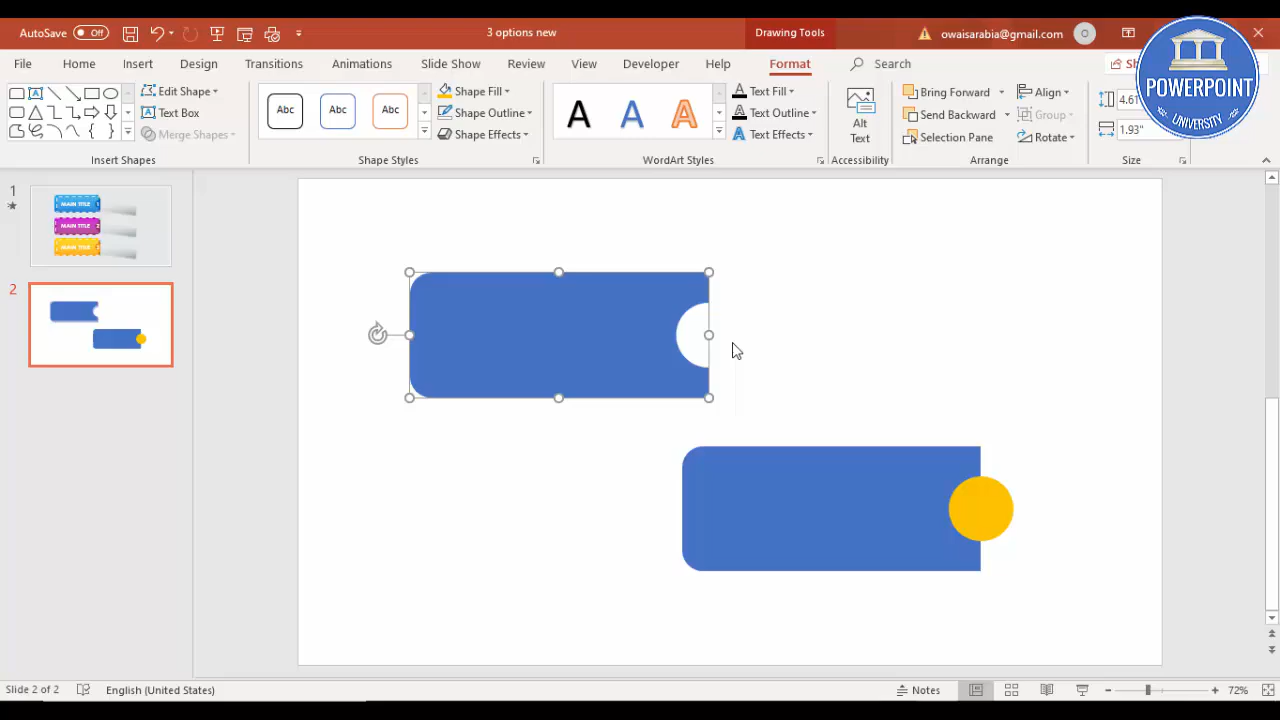 AutoSave Off
3 options new
Drawing Tools
owaisarabia@gmail.com
File Home Insert Design Transitions Animations Slide Show Review View Developer Help Format Search
POWERPOINT
UNIVERSITY
Edit Shape
Text Box
Merge Shapes
Insert Shapes
Abc Abc Abc
Shape Fill
Shape Outline
Shape Effects
Shape Styles
A A A
Text Fill
Text Outline
Text Effects
WordArt Styles
Alt
Text
Accessibility
Bring Forward
Send Backward
Selection Pane
Align
Group
Rotate
Arrange
4.61
1.93"
Size
1
MAIN TITLE
MAIN TITLE
MAIN TITLE
2
Slide 2 of 2 English (United States) Notes 72%